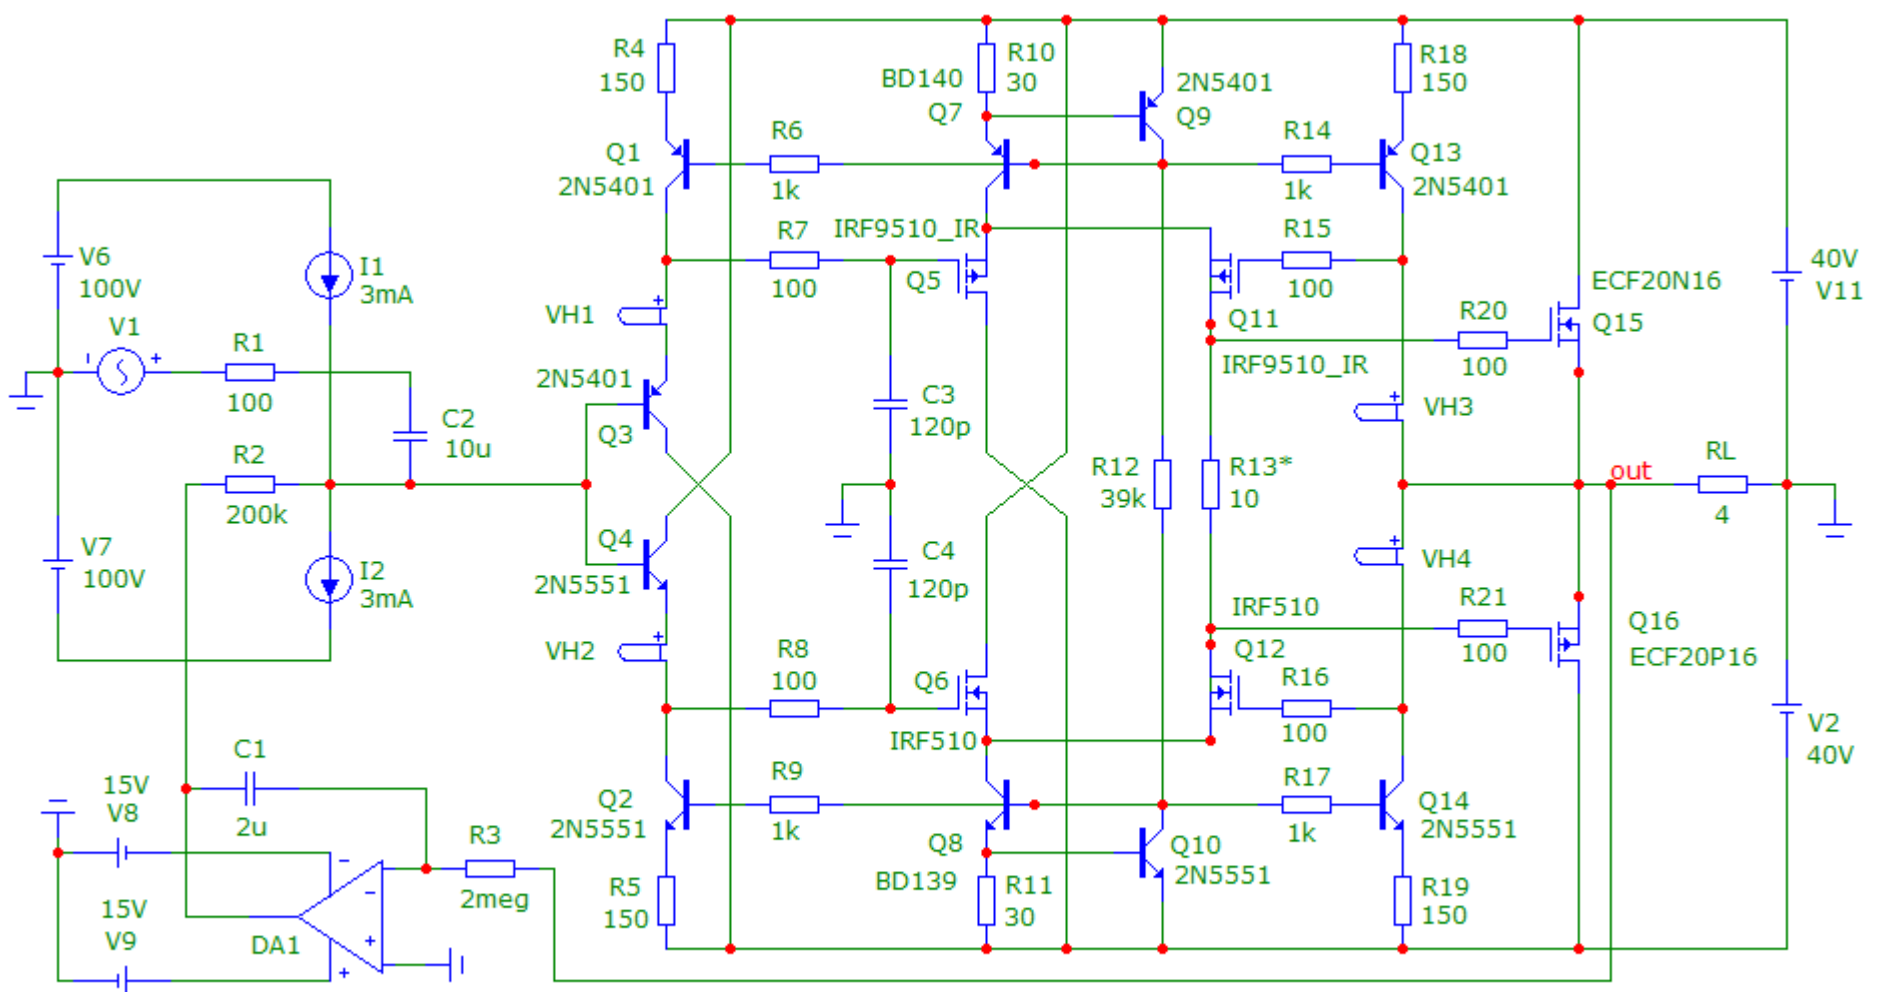 R4
150
R10
30
BD140
Q7
2N5401
Q9
R18
150
Q1
2N5401
R6
1k
R14
1k
Q13
2N5401
V6
100V
I1
3mA
R7
100
IRF9510_IR
Q5
R15
100
Q11
IRF9510_IR
ECF20N16
Q15
40V
V11
V1
R1
100
VH1
+
2N5401
Q3
R20
100
C3
120p
+
VH3
C2
10u
R2
200k
R12
39k
R13*
10
out
RL
4
V7
100V
I2
3mA
Q4
2N5551
C4
120p
+
VH4
VH2
+
R8
100
Q6
IRF510
IRF510
Q12
R16
100
R21
100
Q16
ECF20P16
V2
40V
C1
2u
15V
V8
R3
2meg
Q2
2N5551
R9
1k
Q8
BD139
R17
1k
Q10
2N5551
Q14
2N5551
15V
V9
DA1
-
-
+
+
R5
150
R11
30
R19
150